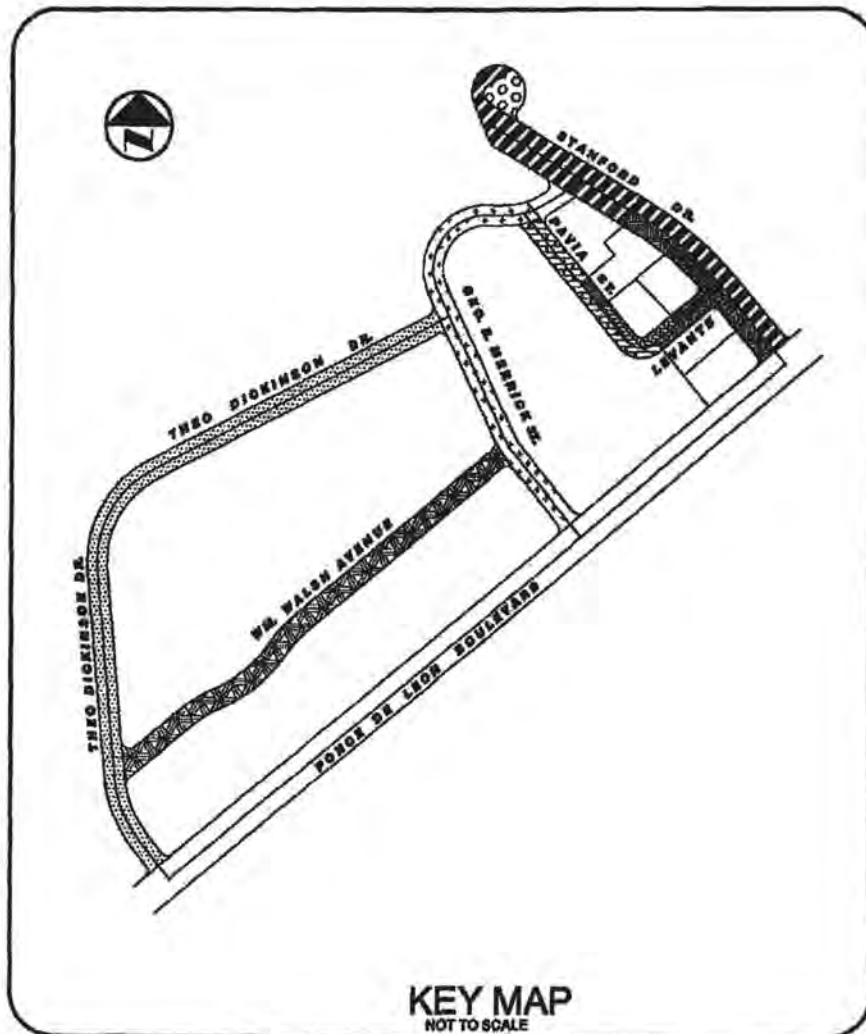 N
STANFORD DR.
PAVIA ST.
LEVANTE
GEO. E. MERRICK ST.
THEO DICKINSON DR.
WM. WALSH AVENUE
THEO DICKINSON DR.
PONCE DE LEON BOULEVARD
KEY MAP
NOT TO SCALE